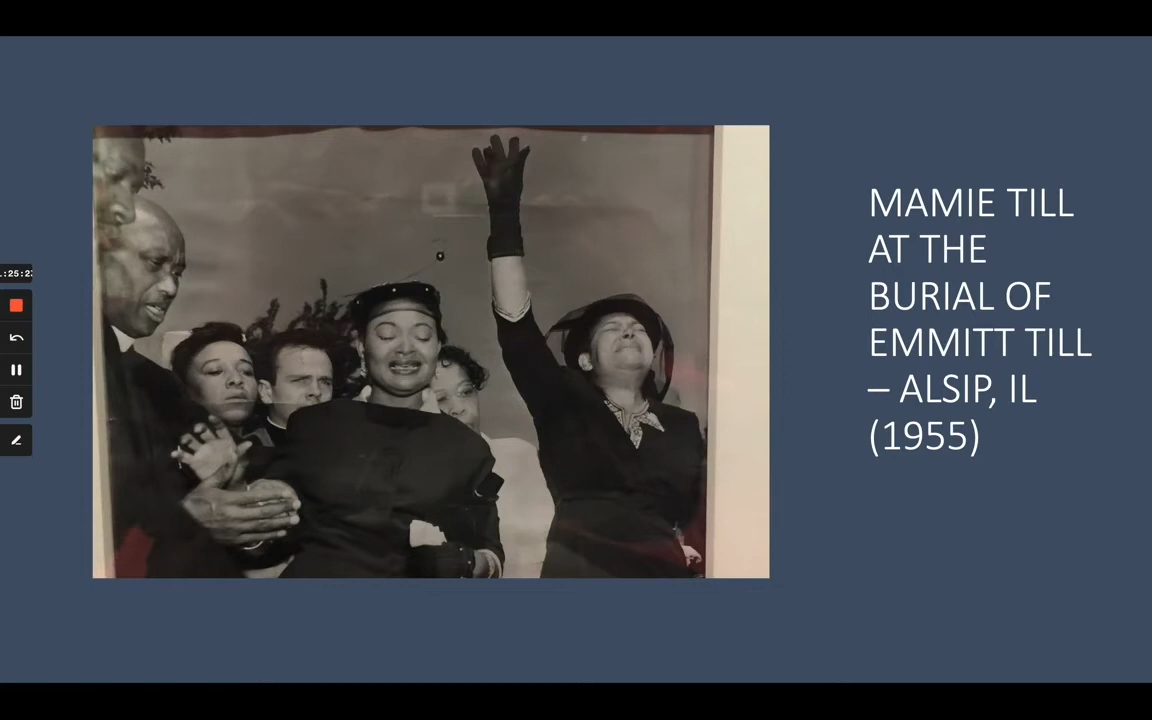 MAMIE TILL
AT THE
BURIAL OF
EMMITT TILL
– ALSIP, IL
(1955)